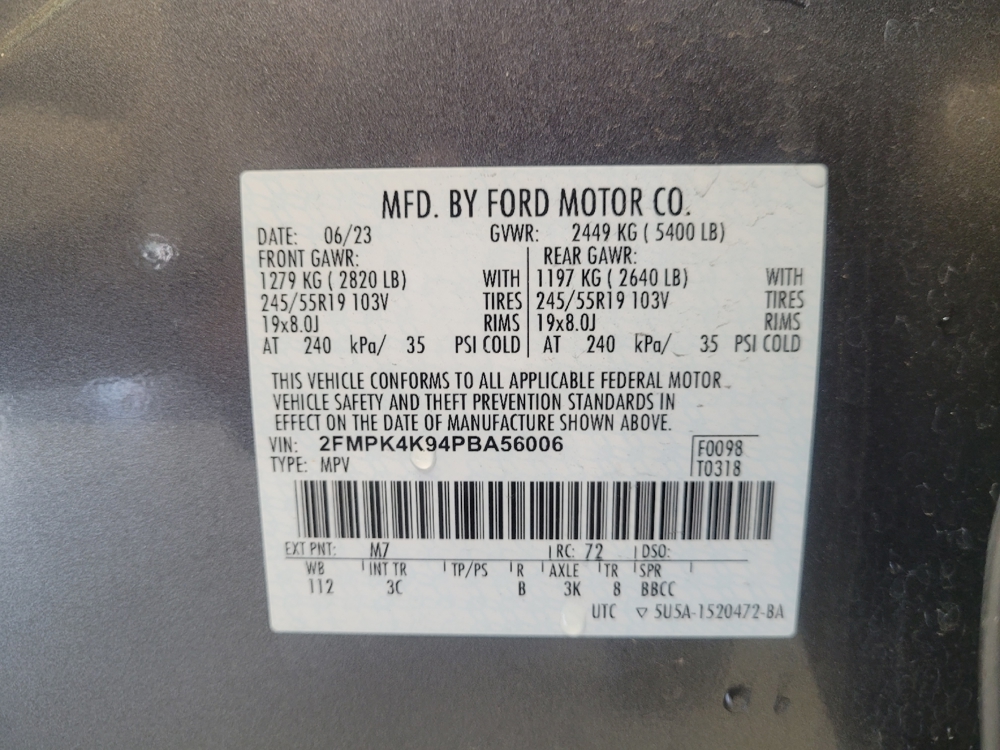 MFD. BY FORD MOTOR CO.
DATE: 06/23 GVWR: 2449 KG ( 5400 LB)
FRONT GAWR: REAR GAWR:
1279 KG ( 2820 LB) WITH 1197 KG ( 2640 LB) WITH
245/55R19 103V TIRES 245/55R19 103V TIRES
19x8.0J RIMS 19x8.0J RIMS
AT 240 kPa/ 35 PSI COLD AT 240 kPa/ 35 PSI COLD
THIS VEHICLE CONFORMS TO ALL APPLICABLE FEDERAL MOTOR
VEHICLE SAFETY AND THEFT PREVENTION STANDARDS IN
EFFECT ON THE DATE OF MANUFACTURE SHOWN ABOVE.
VIN: 2FMPK4K94PBA56006 F0098
TYPE: MPV T0318
EXT PNT: M7 RC: 72 DSO:
WB INT TR TP/PS R AXLE TR SPR
112 3C B 3K 8 BBCC
UTC ▽ 5U5A-1520472-BA